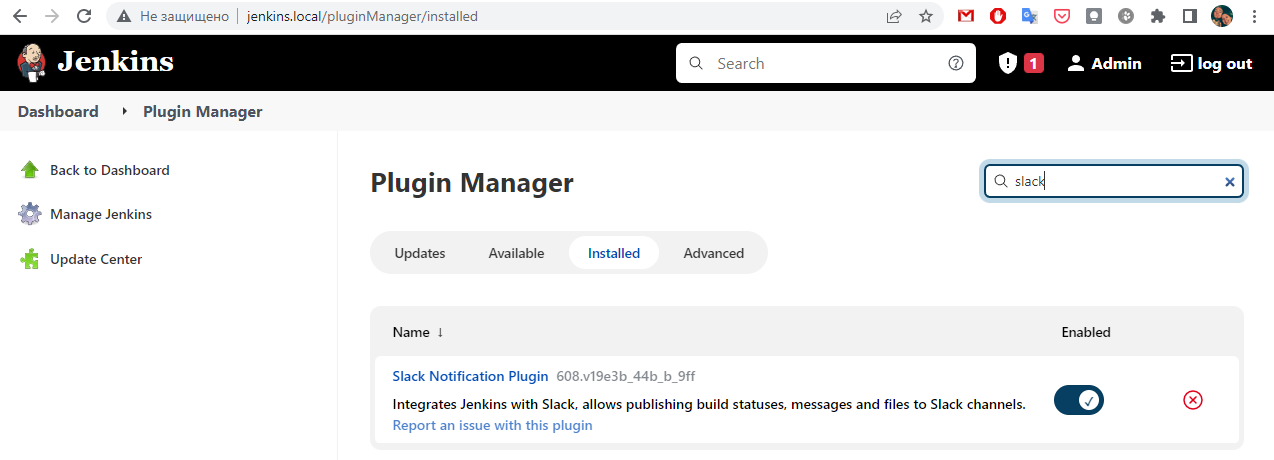 Не защищено jenkins.local/pluginManager/installed
Jenkins
Search
1
Admin
log out
Dashboard
Plugin Manager
Back to Dashboard
Manage Jenkins
Update Center
Plugin Manager
slack
Updates
Available
Installed
Advanced
Name ↓
Enabled
Slack Notification Plugin 608.v19e3b_44b_b_9ff
Integrates Jenkins with Slack, allows publishing build statuses, messages and files to Slack channels.
Report an issue with this plugin